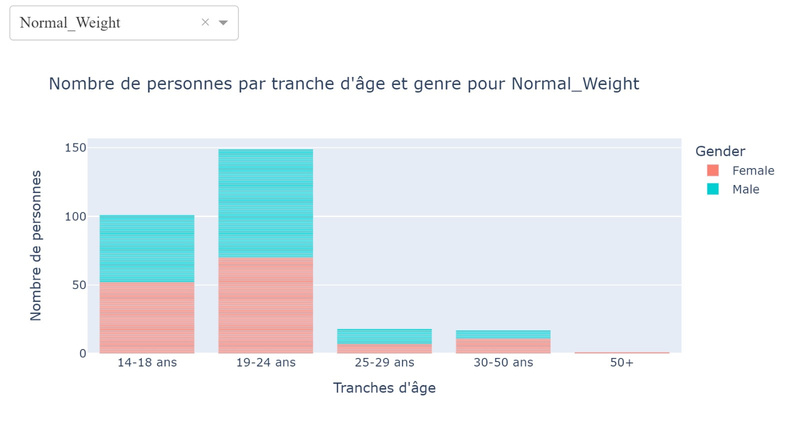 Normal_Weight ×
Nombre de personnes par tranche d'âge et genre pour Normal_Weight
Nombre de personnes
150
100
50
0
14-18 ans 19-24 ans 25-29 ans 30-50 ans 50+
Tranches d'âge
Gender
Female
Male